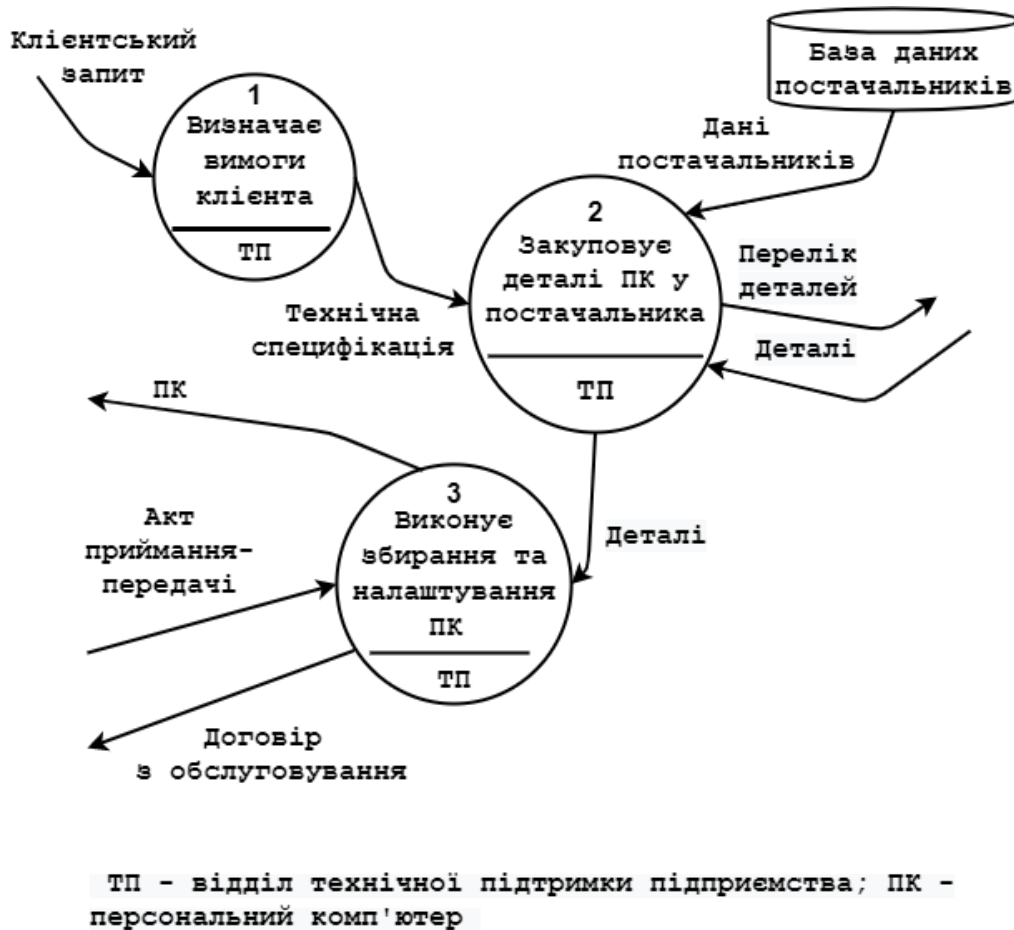 Клієнтський
запит
1
Визначає
вимоги
клієнта
ТП
База даних
постачальників
Дані
постачальників
2
Закуповує
деталі ПК у
постачальника
ТП
Перелік
деталей
Деталі
Технічна
специфікація
ПК
3
Виконує
збирання та
налаштування
ПК
ТП
Деталі
Акт
приймання-
передачі
Договір
з обслуговування
ТП - відділ технічної підтримки підприємства; ПК -
персональний комп'ютер